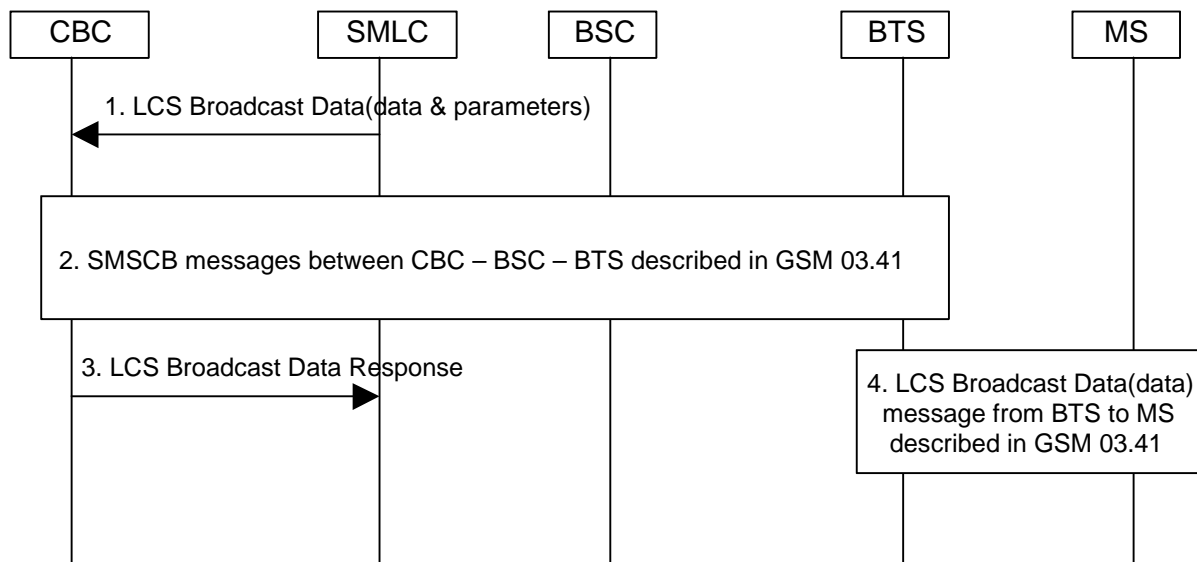 CBC
SMLC
BSC
BTS
MS
1. LCS Broadcast Data(data & parameters)
2. SMSCB messages between CBC – BSC – BTS described in GSM 03.41
3. LCS Broadcast Data Response
4. LCS Broadcast Data(data)
message from BTS to MS
described in GSM 03.41